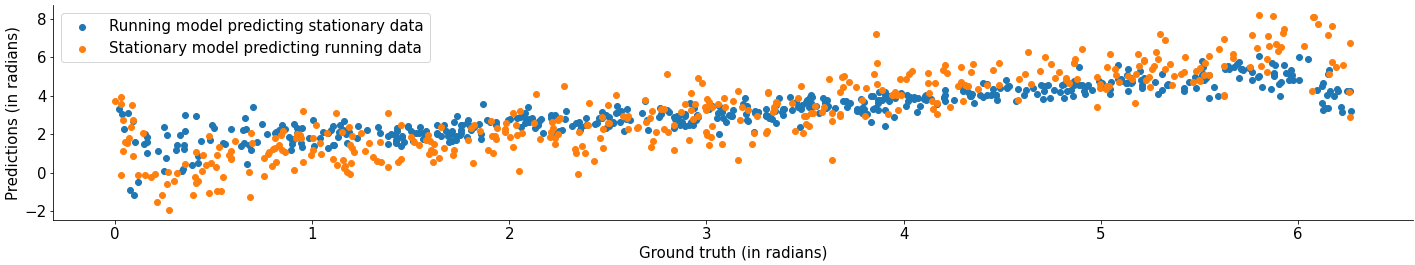 Running model predicting stationary data
Stationary model predicting running data
Predictions (in radians)
8
6
4
2
0
−2
0 1 2 3 4 5 6
Ground truth (in radians)